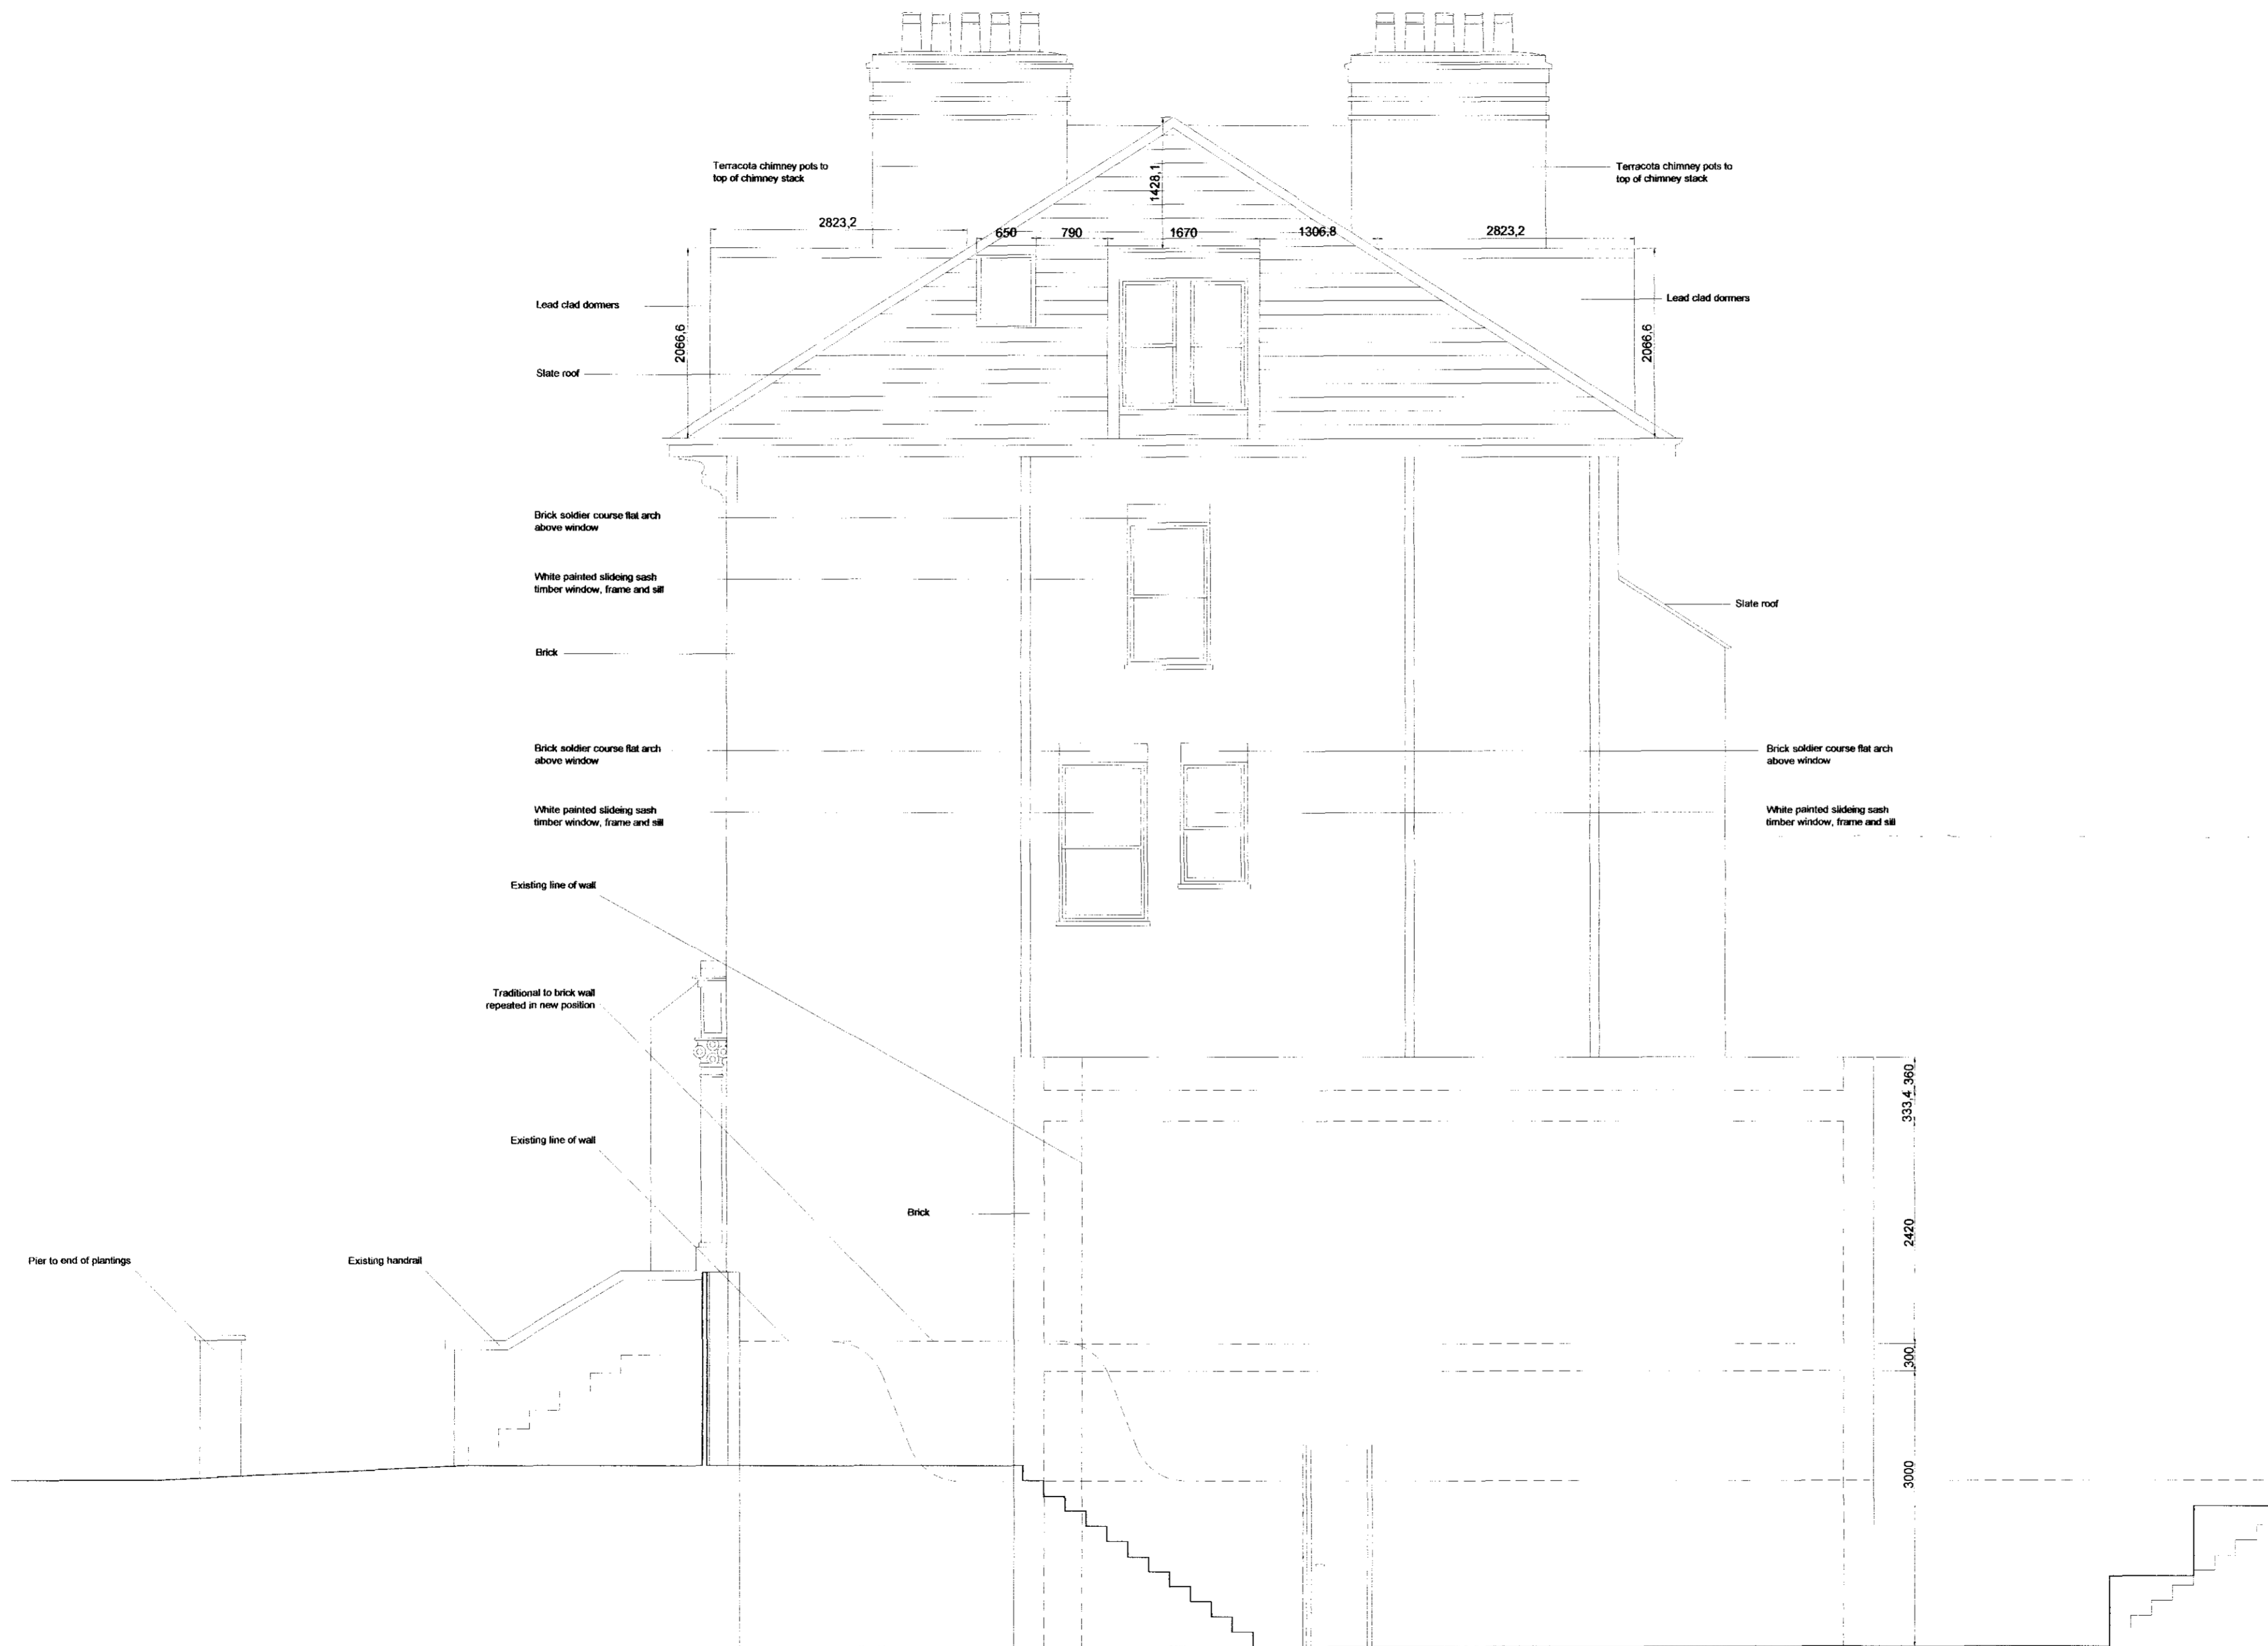 Terracota chimney pots to
top of chimney stack
Terracota chimney pots to
top of chimney stack
1428,1
2823,2
650
790
1670
1306,8
2823,2
Lead clad dormers
Lead clad dormers
2066,6
2066,6
Slate roof
Brick soldier course flat arch
above window
White painted slideing sash
timber window, frame and sill
Slate roof
Brick
Brick soldier course flat arch
above window
Brick soldier course flat arch
above window
White painted slideing sash
timber window, frame and sill
White painted slideing sash
timber window, frame and sill
Existing line of wall
Traditional to brick wall
repeated in new position
360
333,4
Existing line of wall
Brick
2420
Pier to end of plantings
Existing handrail
300
3000